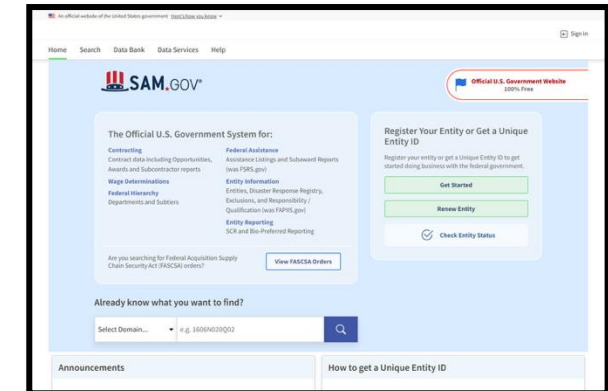 An official website of the United States government Here's how you know
Sign In
Home Search Data Bank Data Services Help
SAM.GOV®
Official U.S. Government Website
100% Free
The Official U.S. Government System for:
Contracting
Contract data including Opportunities,
Awards and Subcontractor reports
Wage Determinations
Federal Hierarchy
Departments and Subtiers
Federal Assistance
Assistance Listings and Subaward Reports
(was FSRS.gov)
Entity Information
Entities, Disaster Response Registry,
Exclusions, and Responsibility /
Qualification (was FAPIIS.gov)
Entity Reporting
SCR and Bio-Preferred Reporting
Are you searching for Federal Acquisition Supply
Chain Security Act (FASCSA) orders?
View FASCSA Orders
Register Your Entity or Get a Unique
Entity ID
Register your entity or get a Unique Entity ID to get
started doing business with the federal government.
Get Started
Renew Entity
Check Entity Status
Already know what you want to find?
Select Domain... e.g. 1606N020Q02
Announcements
How to get a Unique Entity ID